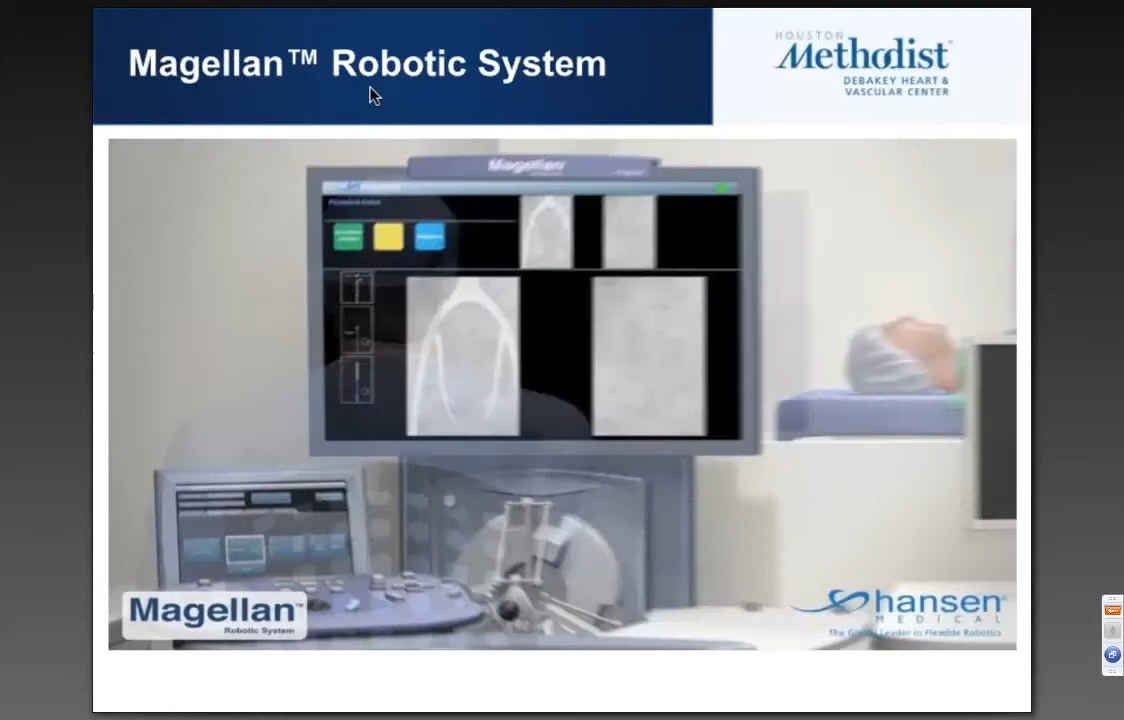 Magellan™ Robotic System
HOUSTON
Methodist
DEBAKEY HEART &
VASCULAR CENTER
Magellan
Magellan™
Robotic System
hansen
MEDICAL
The Global Leader in Flexible Robotics